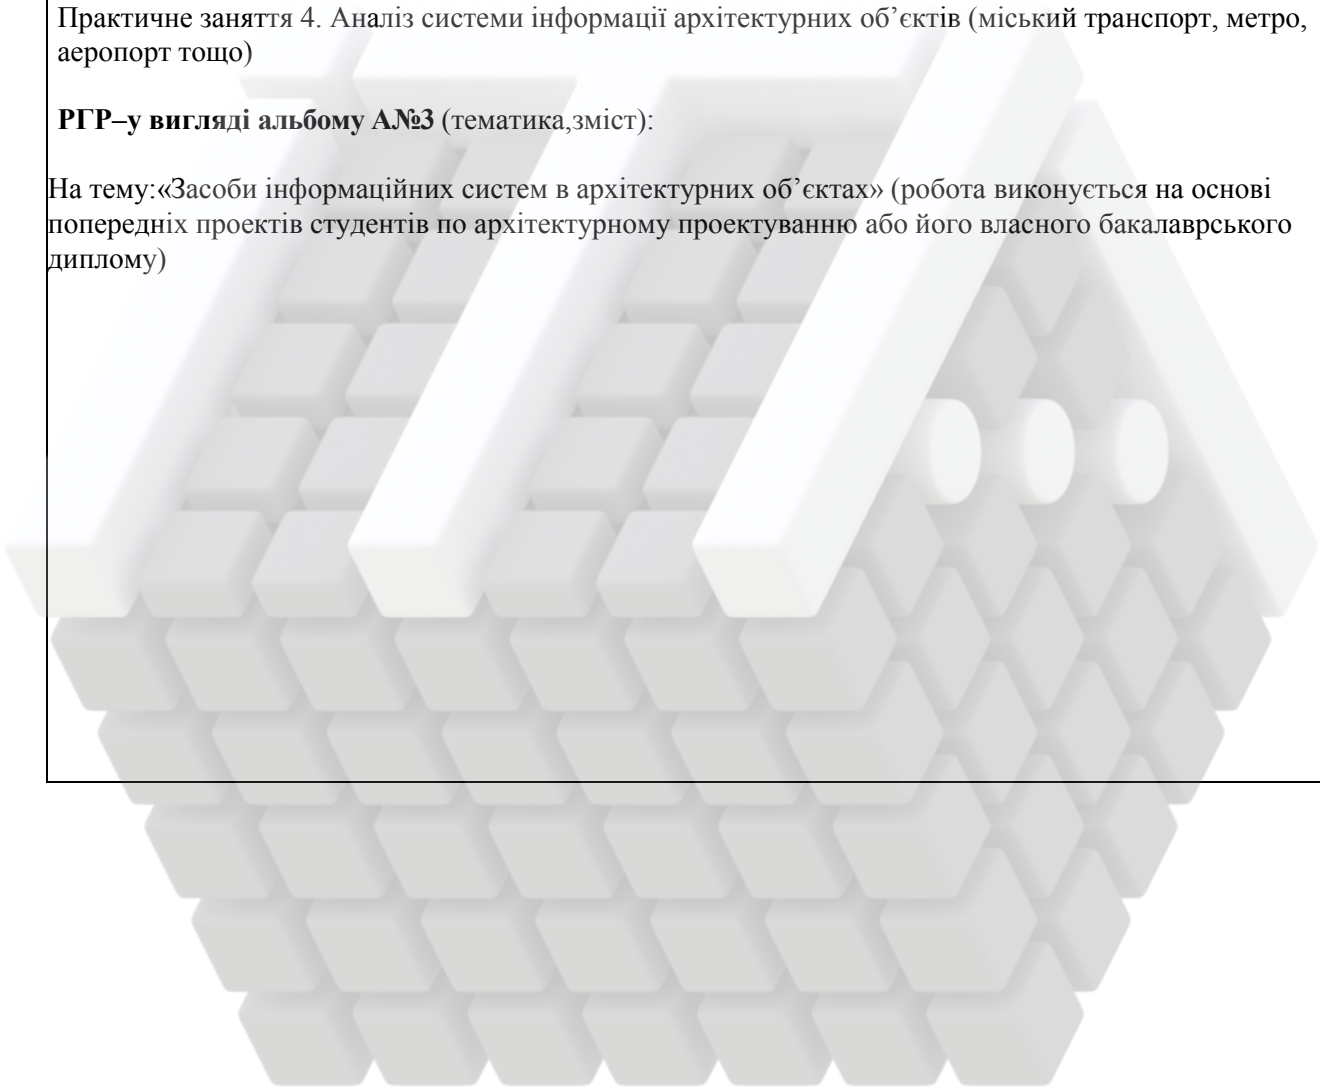 Практичне заняття 4. Аналіз системи інформації архітектурних об’єктів (міський транспорт, метро,
аеропорт тощо)
РГР–у вигляді альбому А№3 (тематика,зміст):
На тему:«Засоби інформаційних систем в архітектурних об’єктах» (робота виконується на основі
попередніх проектів студентів по архітектурному проектуванню або його власного бакалаврського
диплому)